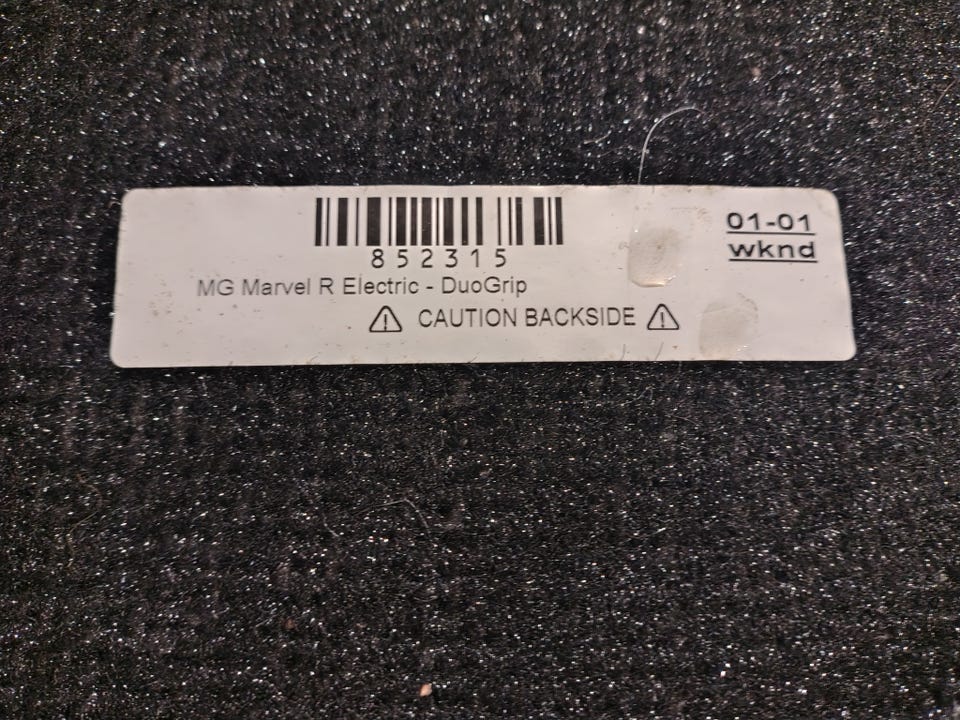 852315
01-01
wknd
MG Marvel R Electric - DuoGrip
CAUTION BACKSIDE